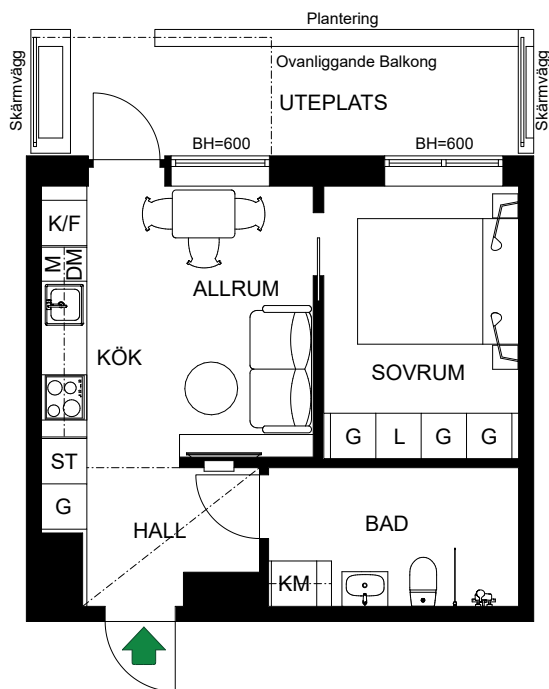 Plantering
Skärmvägg
Ovanliggande Balkong
Skärmvägg
UTEPLATS
BH=600
BH=600
K/F
M
DM
ALLRUM
KÖK
SOVRUM
G
L
G
G
ST
G
HALL
BAD
KM